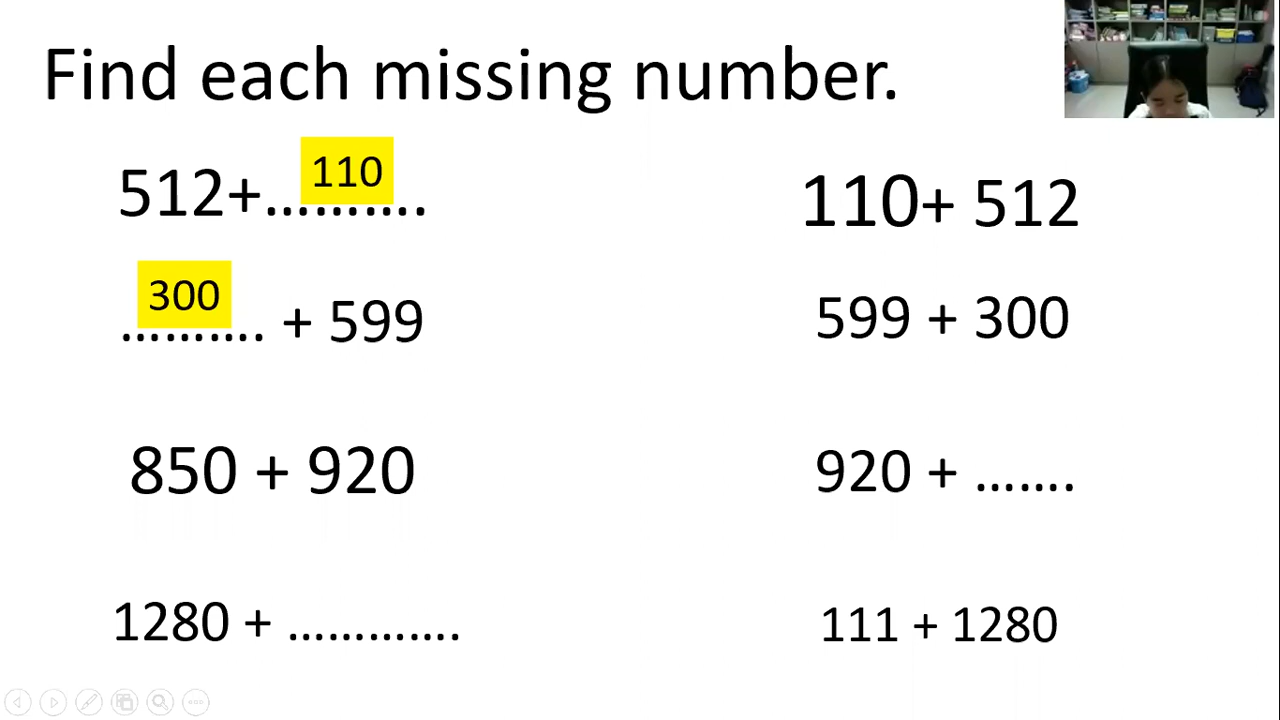 Find each missing number.
512+………. 110
110+ 512
300
………. + 599
599 + 300
850 + 920
920 + …….
1280 + ………….
111 + 1280